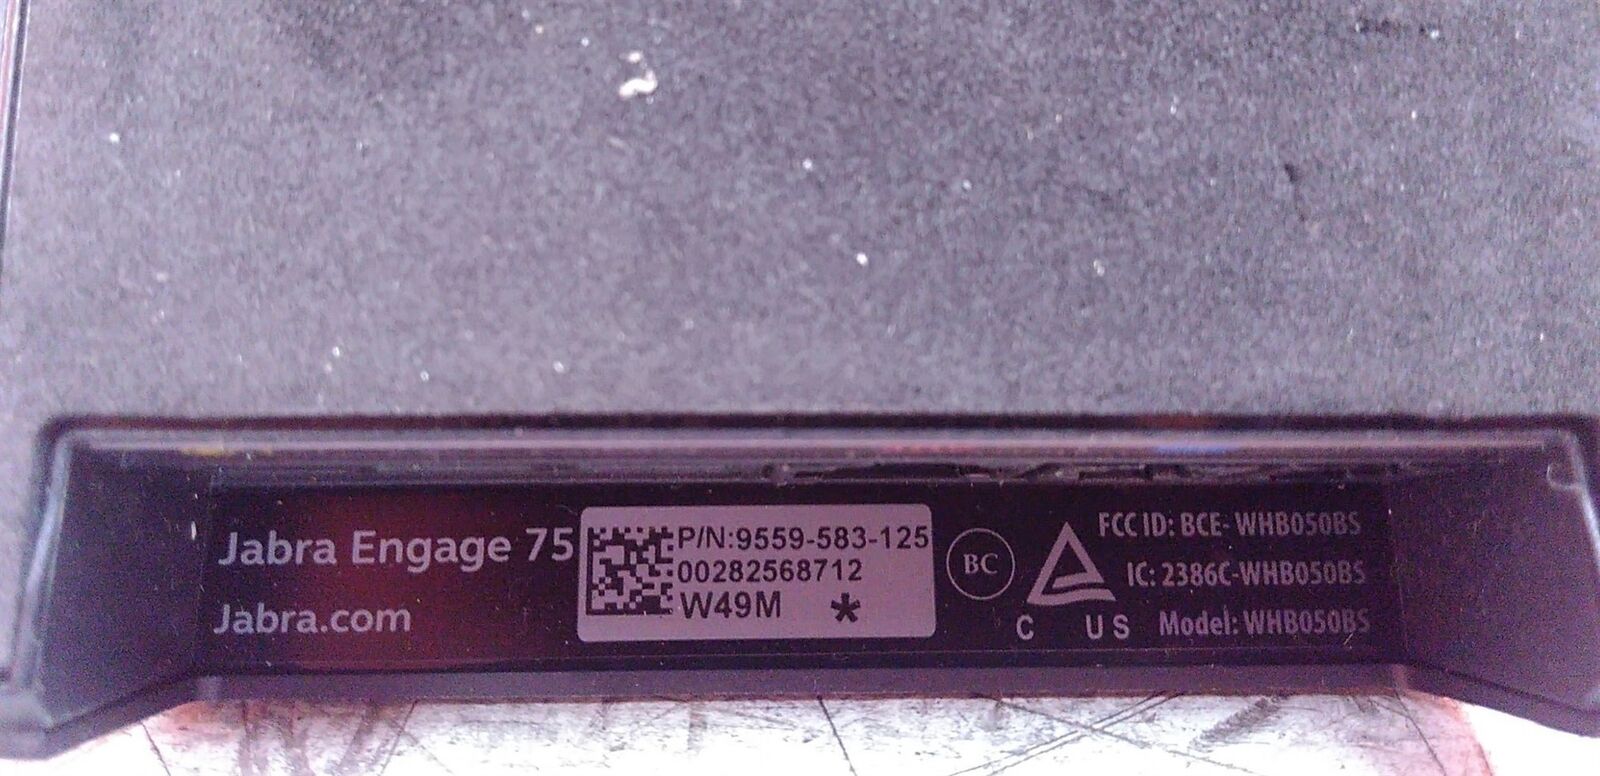 Jabra Engage 75
Jabra.com
P/N:9559-583-125
00282568712
W49M *
BC
C US
FCC ID: BCE- WHB050BS
IC: 2386C-WHB050BS
Model: WHB050BS